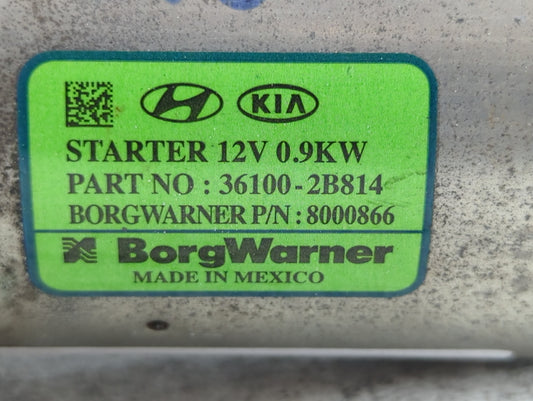 KIA
STARTER 12V 0.9KW
PART NO : 36100-2B814
BORGWARNER P/N : 8000866
BorgWarner
MADE IN MEXICO